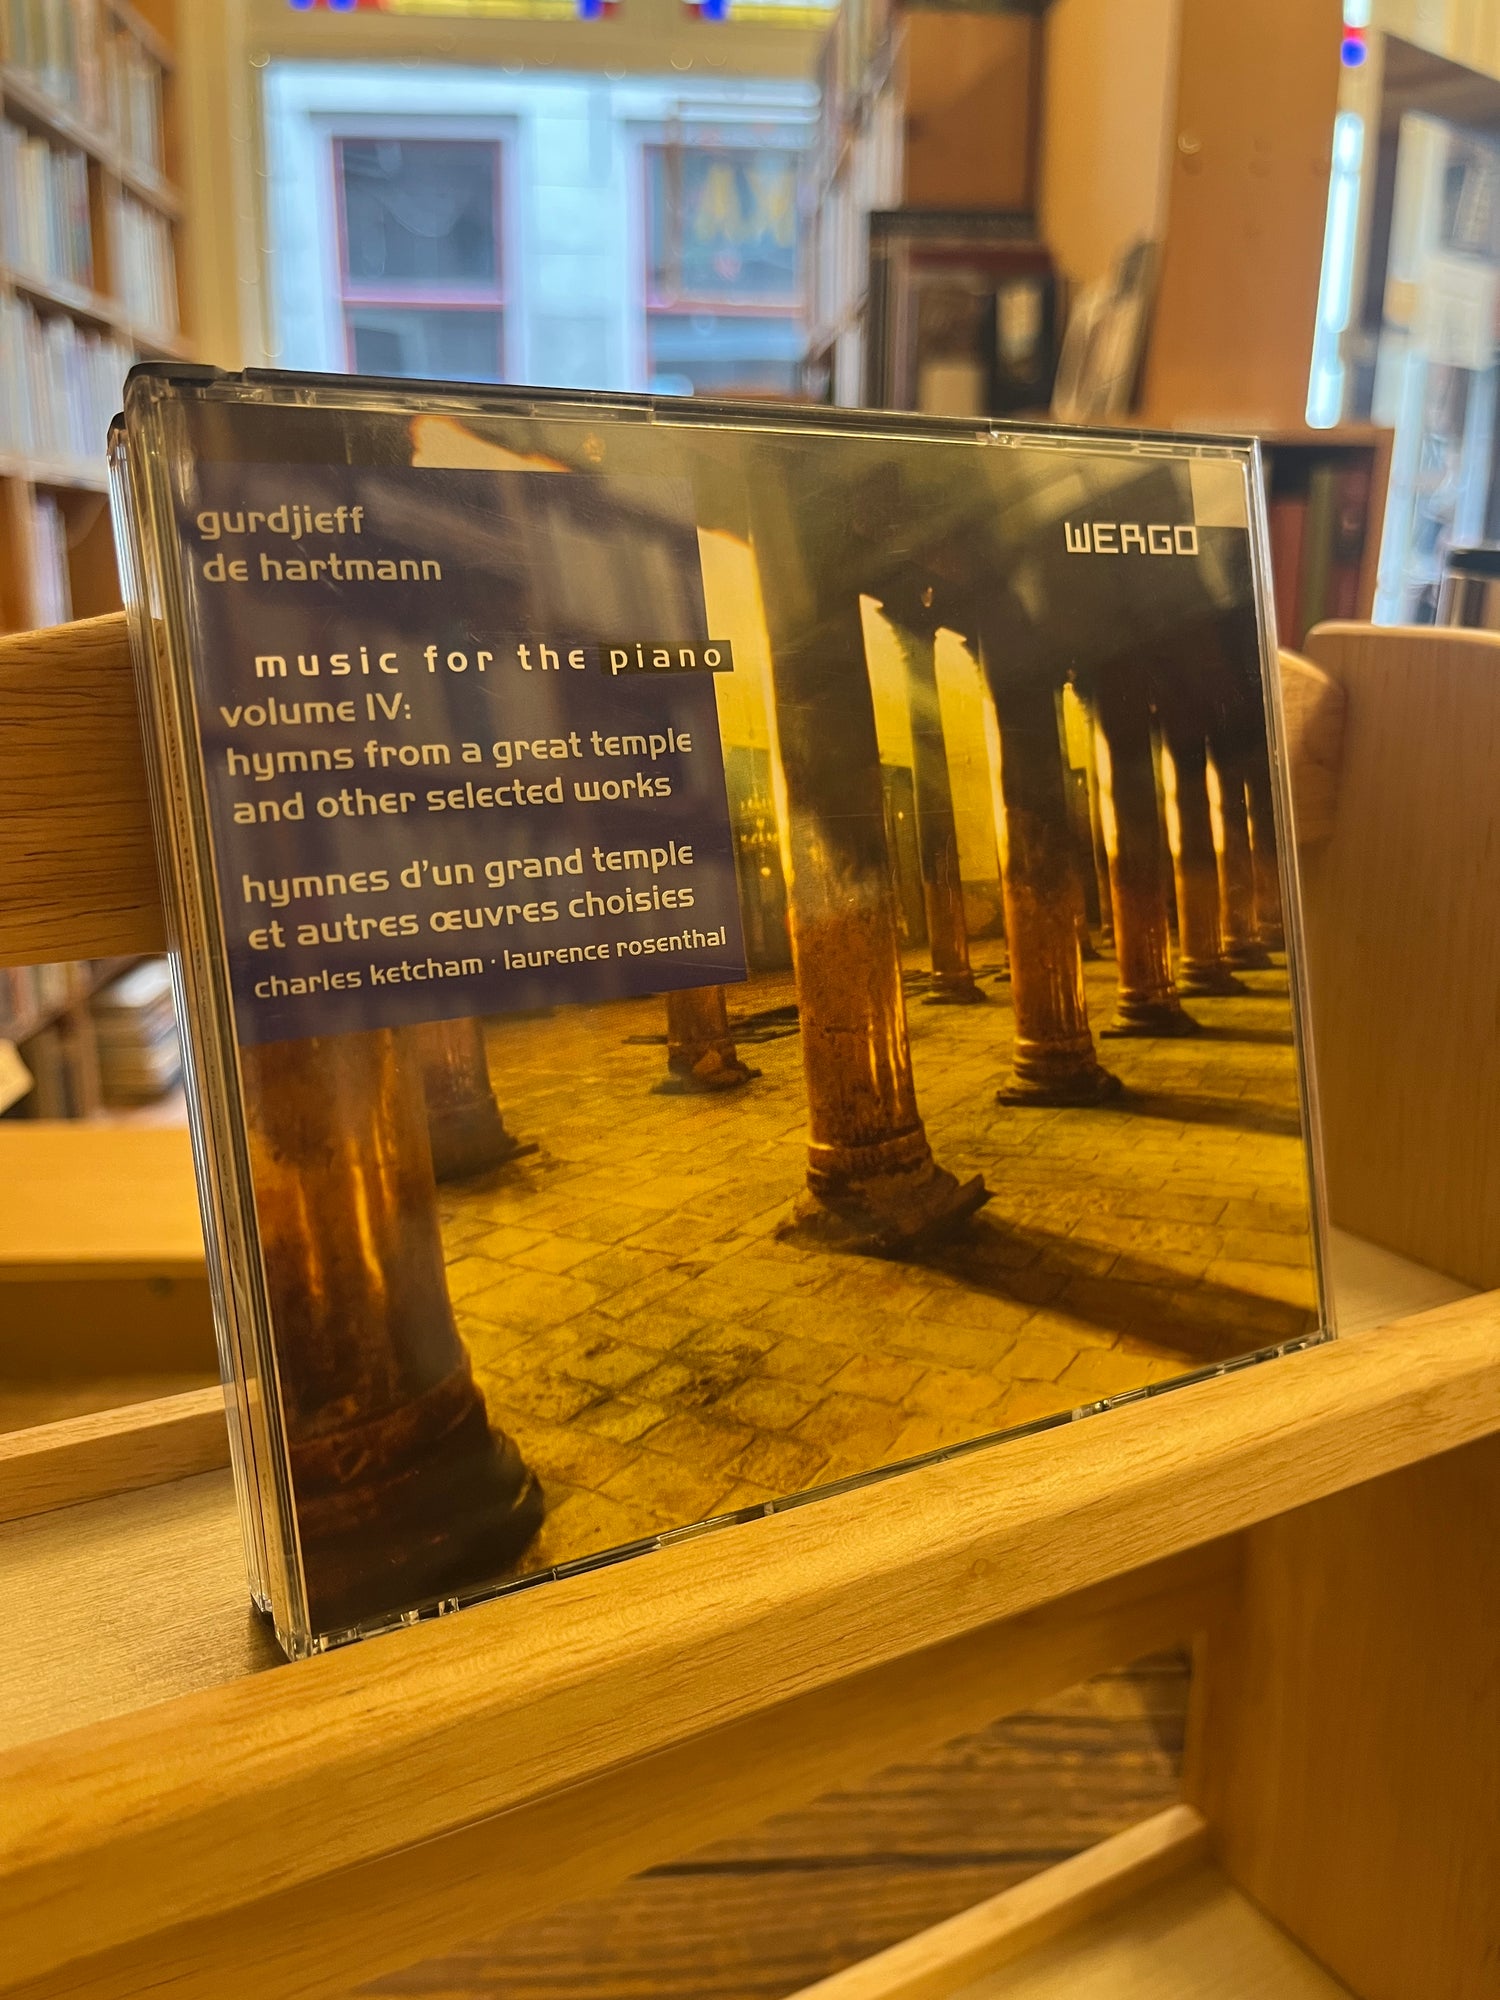 gurdjieff
de hartmann
WERGO
music for the piano
volume IV:
hymns from a great temple
and other selected works
hymnes d'un grand temple
et autres œuvres choisies
charles ketcham · laurence rosenthal